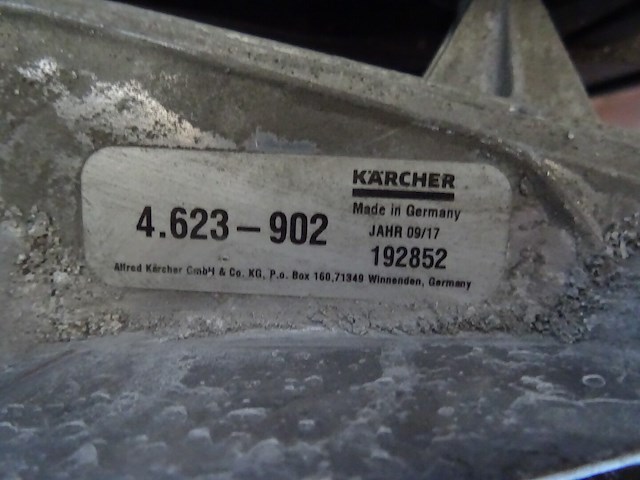 KÄRCHER
Made in Germany
4.623-902
JAHR 09/17
192852
Alfred Kärcher GmbH & Co. KG, P.o. Box 160,71349 Winnenden, Germany